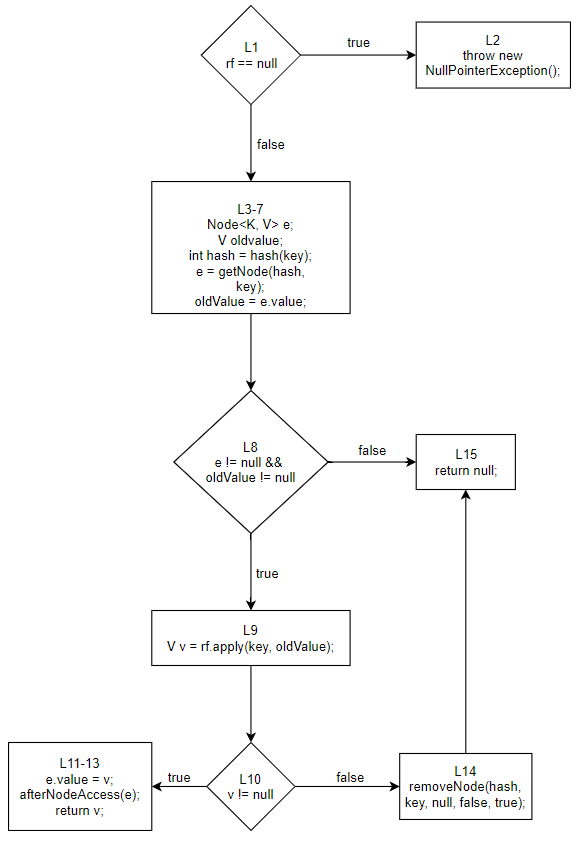 L1
rf == null
true
L2
throw new
NullPointerException();
false
L3-7
Node<K, V> e;
V oldvalue;
int hash = hash(key);
e = getNode(hash,
key);
oldValue = e.value;
L8
e != null &&
oldValue != null
false
L15
return null;
true
L9
V v = rf.apply(key, oldValue);
L11-13
e.value = v;
afterNodeAccess(e);
return v;
true
L10
v != null
false
L14
removeNode(hash,
key, null, false, true);